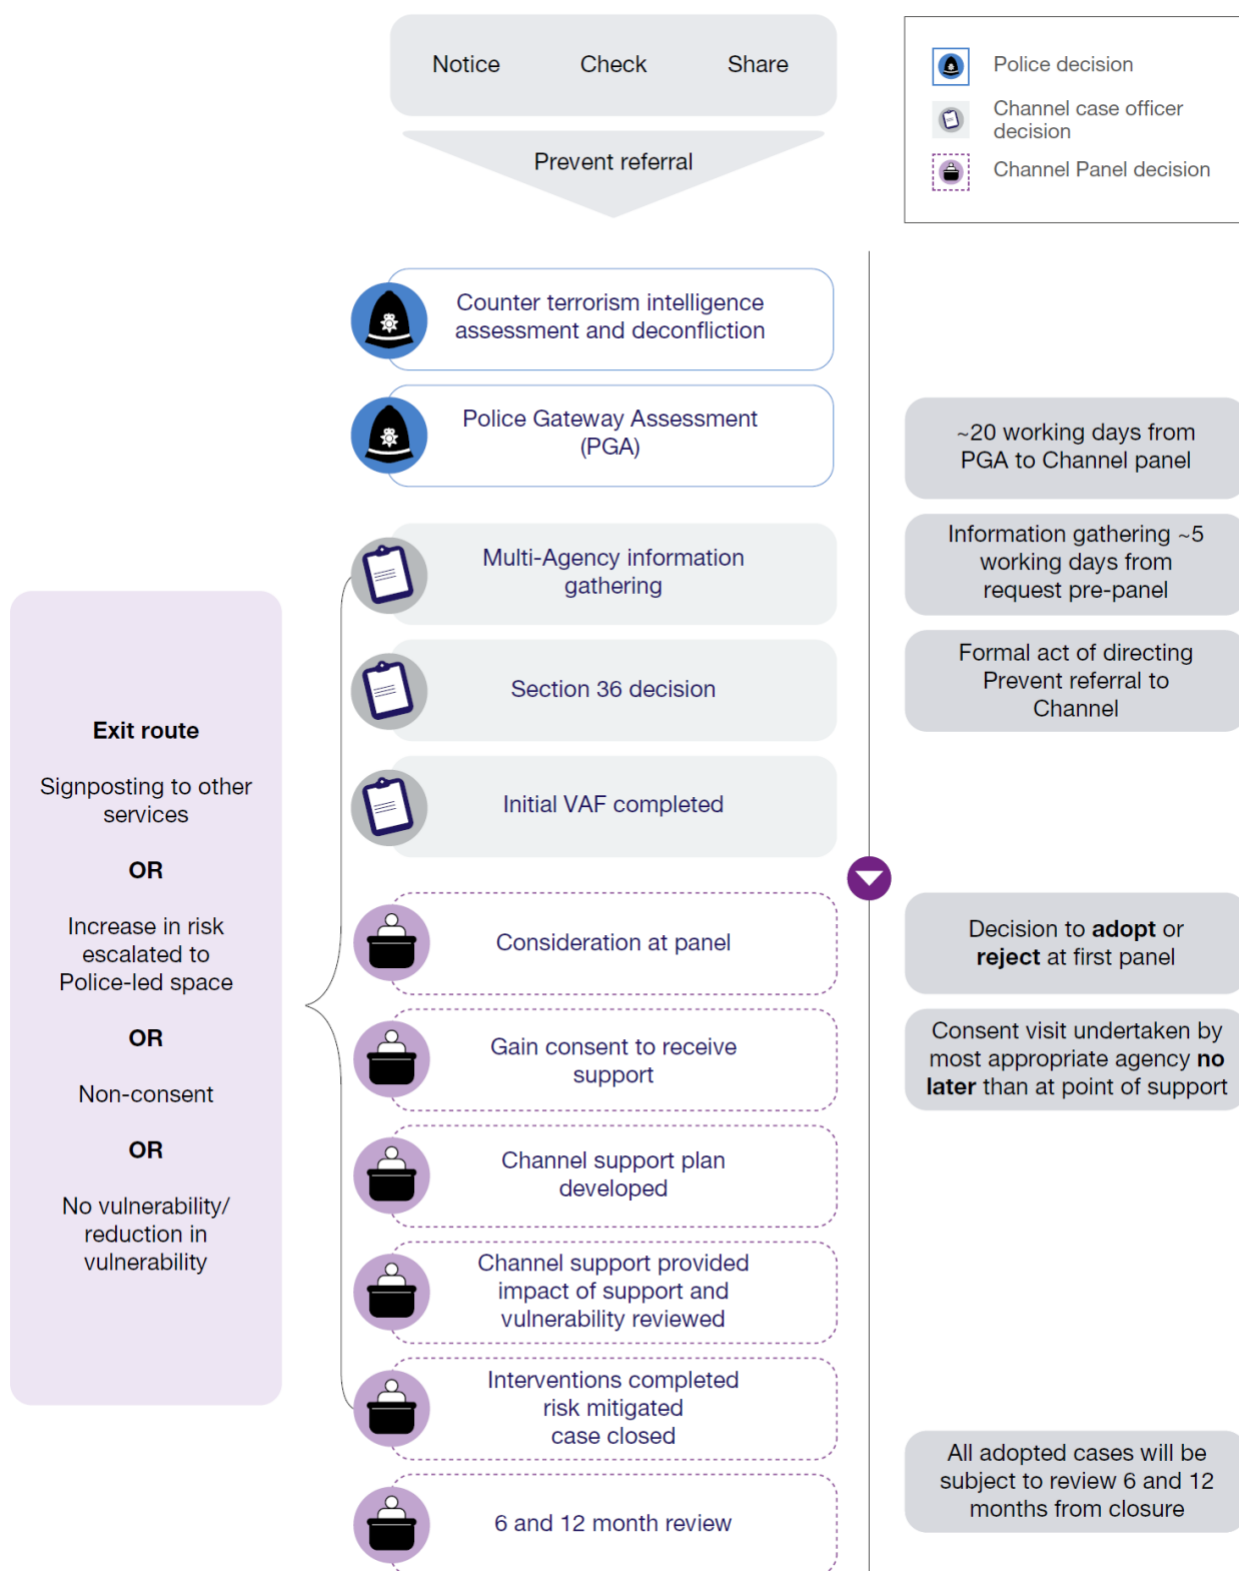 Notice Check Share
Prevent referral
Police decision
Channel case officer
decision
Channel Panel decision
Counter terrorism intelligence
assessment and deconfliction
Police Gateway Assessment
(PGA)
~20 working days from
PGA to Channel panel
Multi-Agency information
gathering
Information gathering ~5
working days from
request pre-panel
Section 36 decision
Formal act of directing
Prevent referral to
Channel
Initial VAF completed
Exit route
Signposting to other
services
OR
Increase in risk
escalated to
Police-led space
OR
Non-consent
OR
No vulnerability/
reduction in
vulnerability
Consideration at panel
Decision to adopt or
reject at first panel
Gain consent to receive
support
Consent visit undertaken by
most appropriate agency no
later than at point of support
Channel support plan
developed
Channel support provided
impact of support and
vulnerability reviewed
Interventions completed
risk mitigated
case closed
6 and 12 month review
All adopted cases will be
subject to review 6 and 12
months from closure